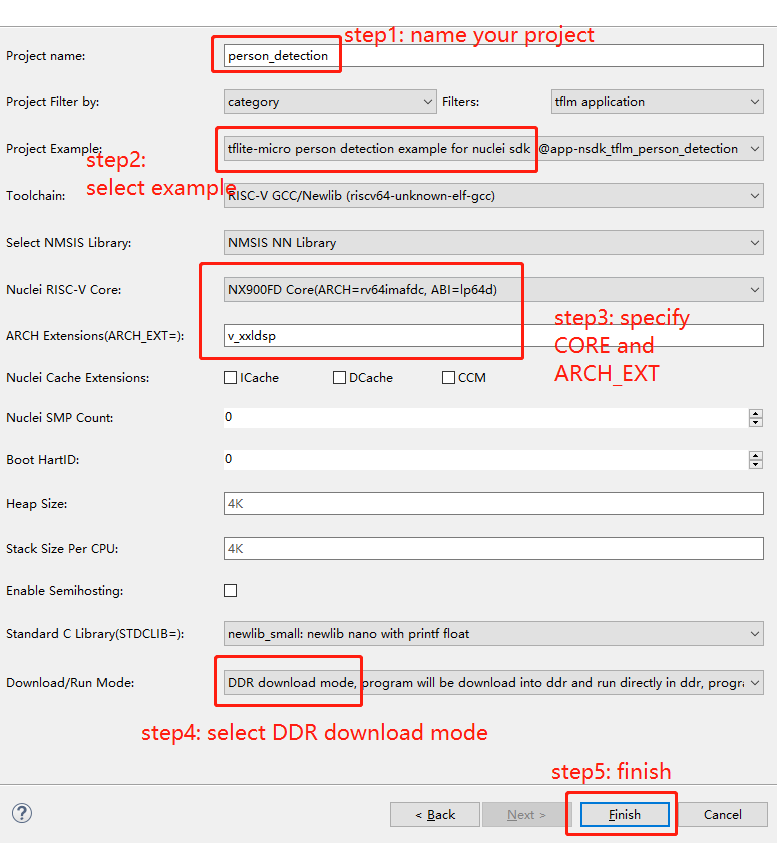 step1: name your project
Project name: person_detection
Project Filter by: category Filters: tflm application
Project Example: tflite-micro person detection example for nuclei sdk @app-nsdk_tflm_person_detection
step2:
select example
Toolchain: RISC-V GCC/Newlib (riscv64-unknown-elf-gcc)
Select NMSIS Library: NMSIS NN Library
Nuclei RISC-V Core: NX900FD Core(ARCH=rv64imafdc, ABI=lp64d)
step3: specify
CORE and
ARCH_EXT
ARCH Extensions(ARCH_EXT=): v_xxldsp
Nuclei Cache Extensions: ICache DCache CCM
Nuclei SMP Count: 0
Boot HartID: 0
Heap Size: 4K
Stack Size Per CPU: 4K
Enable Semihosting:
Standard C Library(STDCLIB=): newlib_small: newlib nano with printf float
Download/Run Mode: DDR download mode, program will be download into ddr and run directly in ddr, progra
step4: select DDR download mode
step5: finish
? < Back Next > Finish Cancel